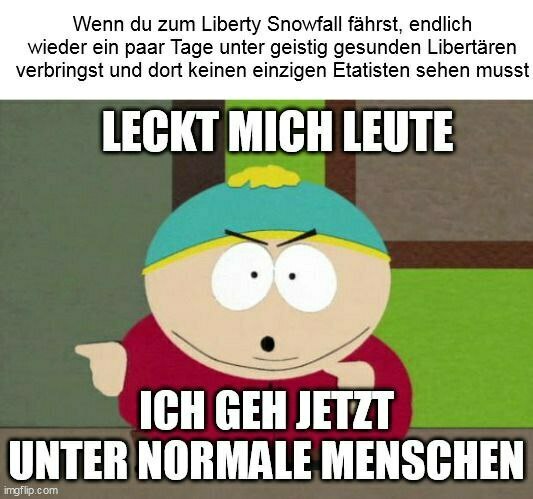 Wenn du zum Liberty Snowfall fährst, endlich
wieder ein paar Tage unter geistig gesunden Libertären
verbringst und dort keinen einzigen Etatisten sehen musst
LECKT MICH LEUTE
ICH GEH JETZT
UNTER NORMALE MENSCHEN
imgflip.com